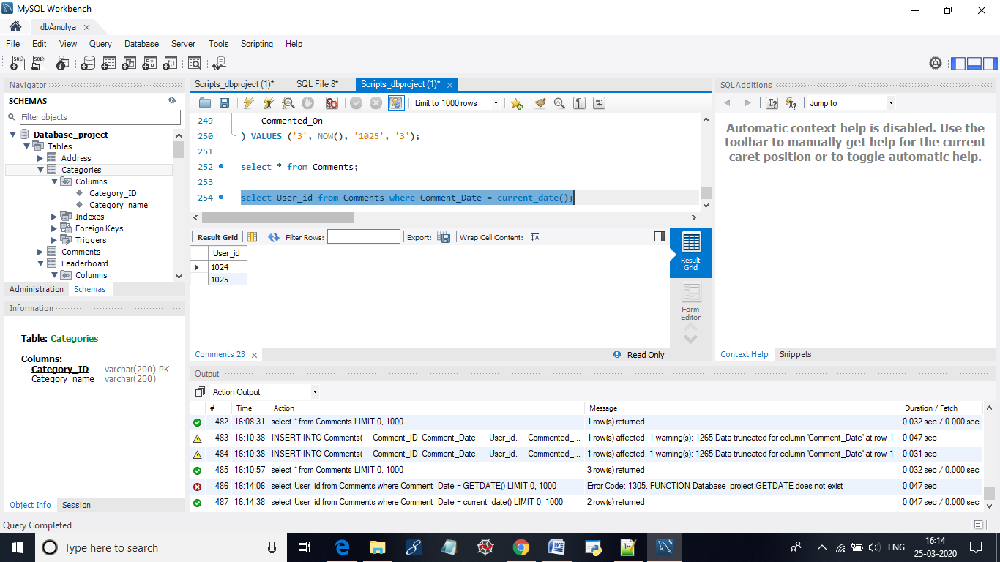 MySQL Workbench
dbAmulya
File Edit View Query Database Server Tools Scripting Help
Navigator
SCHEMAS
Filter objects
Database_project
Tables
Address
Categories
Columns
Category_ID
Category_name
Indexes
Foreign Keys
Triggers
Comments
Leaderboard
Columns
Administration Schemas
Information
Table: Categories
Columns:
Category_ID varchar(200) PK
Category_name varchar(200)
Object Info Session
Scripts_dbproject (1)* SQL File 8* Scripts_dbproject (1)*
Limit to 1000 rows
249 Commented_On
250 ) VALUES ('3', NOW(), '1025', '3');
251
252 select * from Comments;
253
254 select User_id from Comments where Comment_Date = current_date();
Result Grid Filter Rows: Export: Wrap Cell Content:
User_id
1024
1025
Result
Grid
Form
Editor
Comments 23
Read Only
SQLAdditions
Jump to
Automatic context help is disabled. Use the
toolbar to manually get help for the current
caret position or to toggle automatic help.
Context Help Snippets
Output
Action Output
# Time Action Message Duration / Fetch
482 16:08:31 select * from Comments LIMIT 0, 1000 1 row(s) returned 0.032 sec / 0.000 sec
483 16:10:38 INSERT INTO Comments( Comment_ID, Comment_Date, User_id, Commented_... 1 row(s) affected, 1 warning(s): 1265 Data truncated for column 'Comment_Date' at row 1 0.047 sec
484 16:10:38 INSERT INTO Comments( Comment_ID, Comment_Date, User_id, Commented_... 1 row(s) affected, 1 warning(s): 1265 Data truncated for column 'Comment_Date' at row 1 0.031 sec
485 16:10:57 select * from Comments LIMIT 0, 1000 3 row(s) returned 0.032 sec / 0.000 sec
486 16:14:06 select User_id from Comments where Comment_Date = GETDATE() LIMIT 0, 1000 Error Code: 1305. FUNCTION Database_project.GETDATE does not exist 0.047 sec
487 16:14:38 select User_id from Comments where Comment_Date = current_date() LIMIT 0, 1000 2 row(s) returned 0.047 sec / 0.000 sec
Query Completed
Type here to search
ENG
16:14
25-03-2020